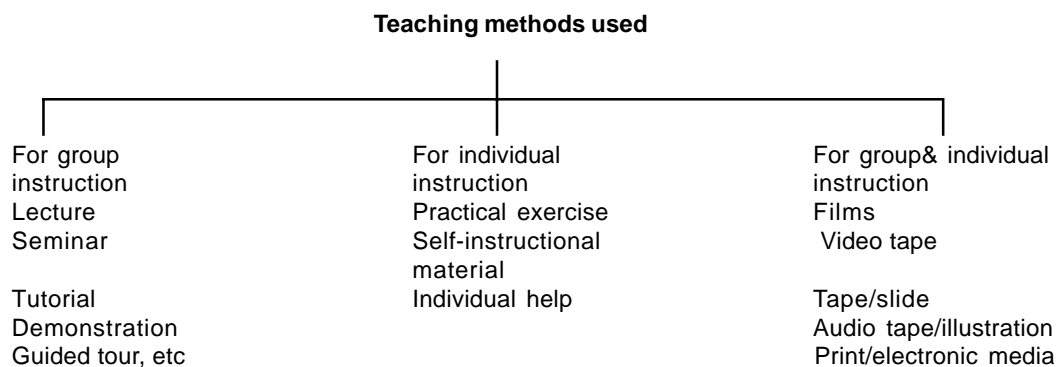 Teaching methods used
For group
instruction
Lecture
Seminar
Tutorial
Demonstration
Guided tour, etc
For individual
instruction
Practical exercise
Self-instructional
material
Individual help
For group& individual
instruction
Films
Video tape
Tape/slide
Audio tape/illustration
Print/electronic media